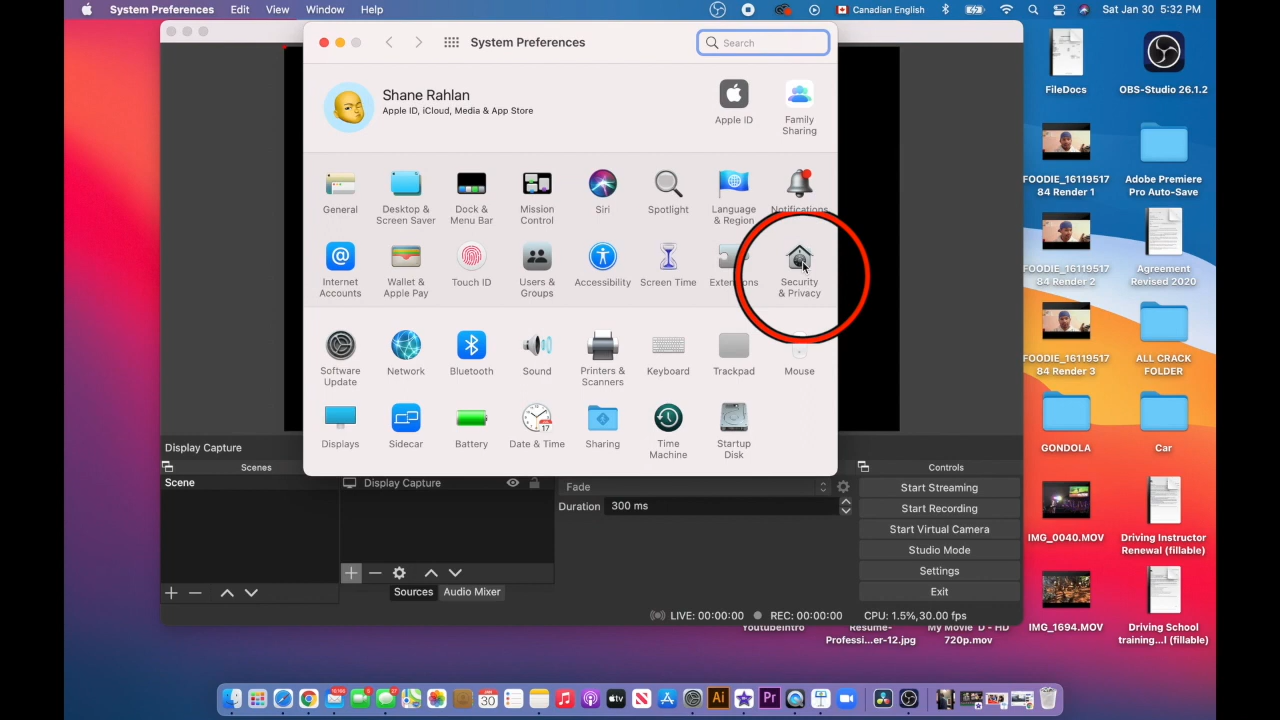 System Preferences Edit View Window Help Canadian English Sat Jan 30 5:32 PM
System Preferences
Search
Shane Rahlan
Apple ID, iCloud, Media & App Store
Apple ID
Family
Sharing
General
Desktop &
Screen Saver
Dock &
Menu Bar
Mission
Control
Siri
Spotlight
Language
& Region
Notifications
Internet
Accounts
Wallet &
Apple Pay
Touch ID
Users &
Groups
Accessibility
Screen Time
Extensions
Security
& Privacy
Software
Update
Network
Bluetooth
Sound
Printers &
Scanners
Keyboard
Trackpad
Mouse
Displays
Sidecar
Battery
Date & Time
Sharing
Time
Machine
Startup
Disk
Display Capture
Scenes
Scene
Display Capture
Sources Audio Mixer
Fade
Duration 300 ms
Controls
Start Streaming
Start Recording
Start Virtual Camera
Studio Mode
Settings
Exit
LIVE: 00:00:00 REC: 00:00:00 CPU: 1.5%,30.00 fps
FileDocs
OBS-Studio 26.1.2
FOODIE_16119517
84 Render 1
Adobe Premiere
Pro Auto-Save
FOODIE_16119517
84 Render 2
Agreement
Revised 2020
FOODIE_16119517
84 Render 3
ALL CRACK
FOLDER
GONDOLA
Car
IMG_0040.MOV
Driving Instructor
Renewal (fillable)
IMG_1694.MOV
Driving School
training...l (fillable)
YoutubeIntro
Resume-
Professi...er-12.jpg
My Movie D - HD
720p.mov
JAN
30
tv
Ai
Pr